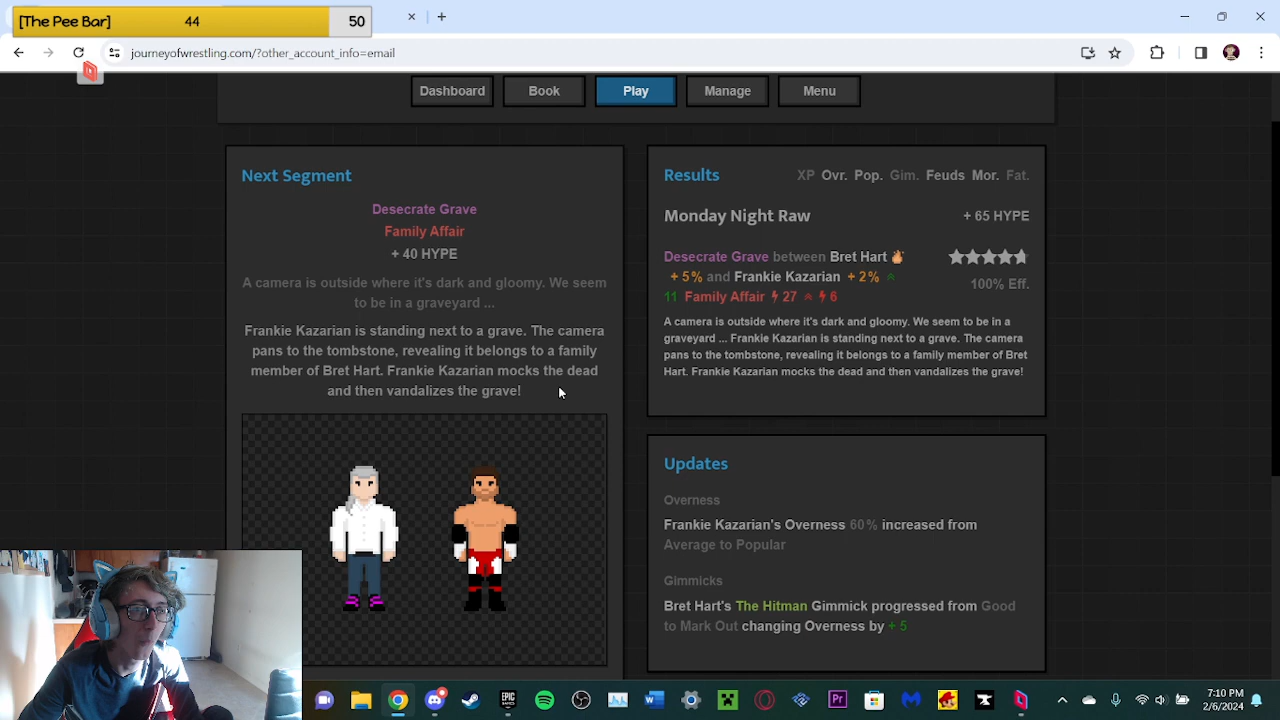 [The Pee Bar] 44 50
journeyofwrestling.com/?other_account_info=email
Dashboard Book Play Manage Menu
Next Segment
Desecrate Grave
Family Affair
+ 40 HYPE
A camera is outside where it's dark and gloomy. We seem
to be in a graveyard ...
Frankie Kazarian is standing next to a grave. The camera
pans to the tombstone, revealing it belongs to a family
member of Bret Hart. Frankie Kazarian mocks the dead
and then vandalizes the grave!
Results XP Ovr. Pop. Gim. Feuds Mor. Fat.
Monday Night Raw + 65 HYPE
Desecrate Grave between Bret Hart
+ 5% and Frankie Kazarian + 2%
11 Family Affair 27 6
100% Eff.
A camera is outside where it's dark and gloomy. We seem to be in a
graveyard ... Frankie Kazarian is standing next to a grave. The camera
pans to the tombstone, revealing it belongs to a family member of Bret
Hart. Frankie Kazarian mocks the dead and then vandalizes the grave!
Updates
Overness
Frankie Kazarian's Overness 60% increased from
Average to Popular
Gimmicks
Bret Hart's The Hitman Gimmick progressed from Good
to Mark Out changing Overness by + 5
7:10 PM
2/6/2024